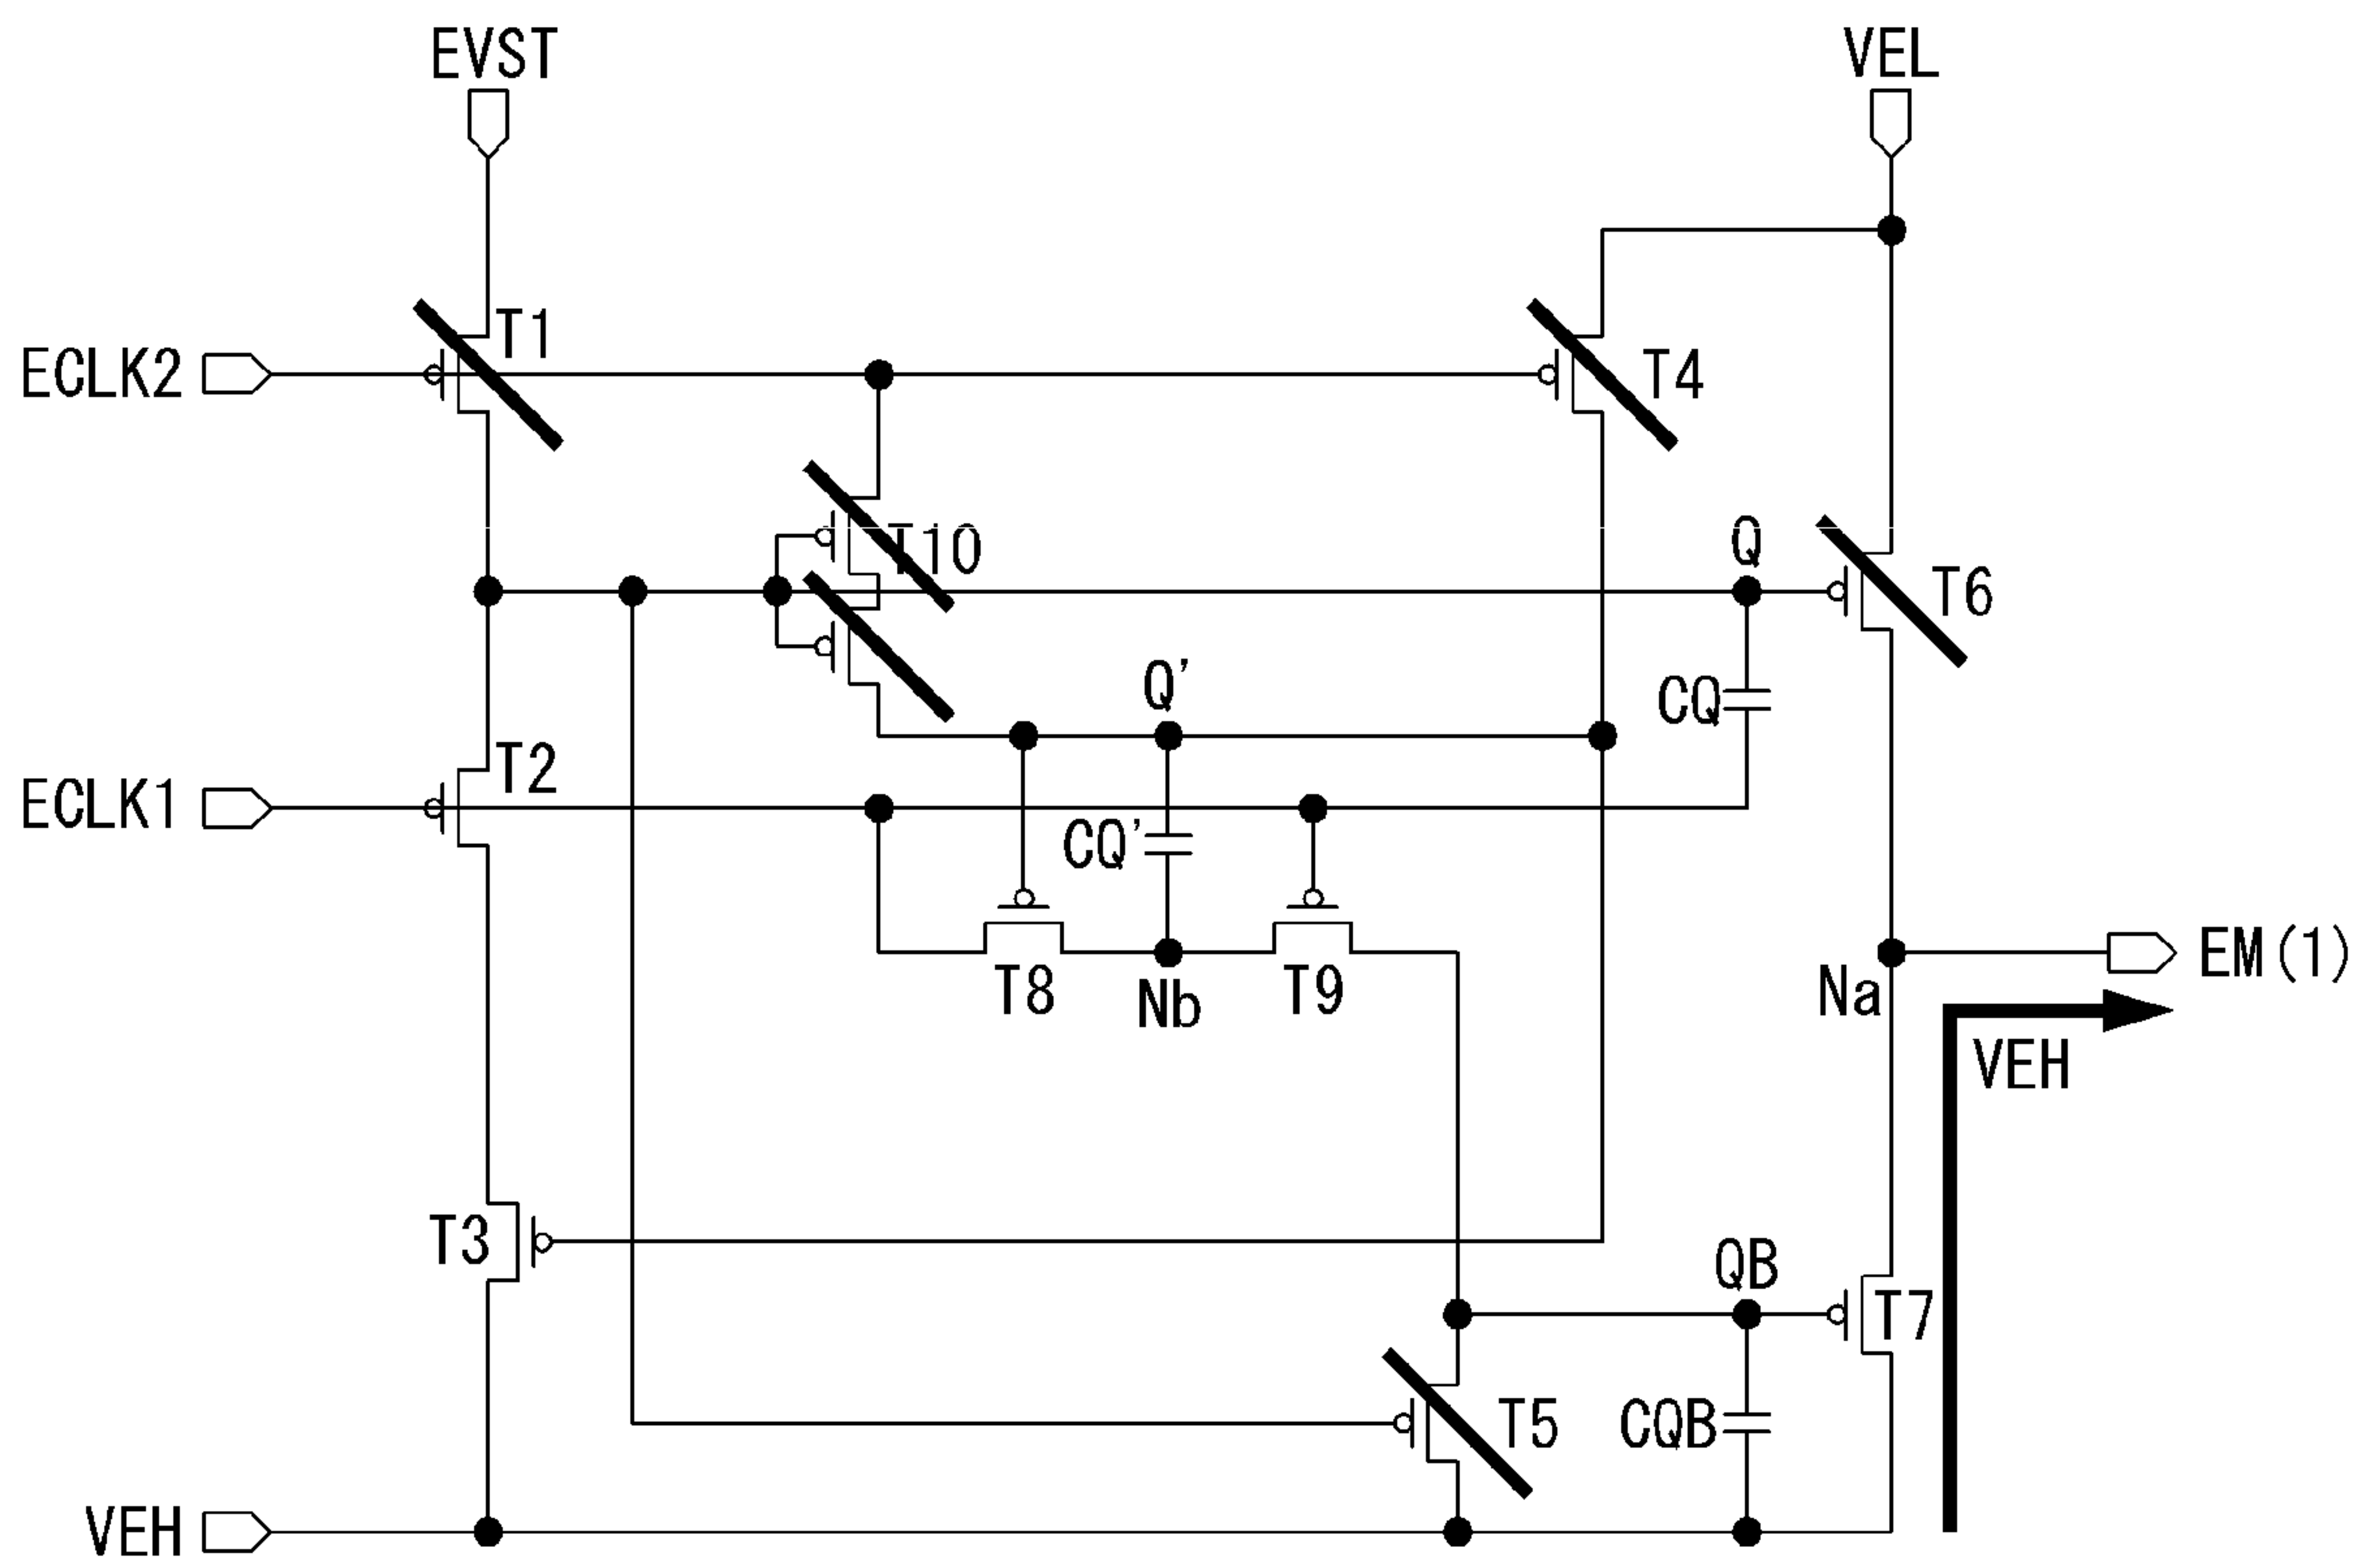 EVST
VEL
T1
ECLK2
T4
T10
Q
T6
Q'
CQ
T2
ECLK1
CQ'
EM(1)
T8
Nb
T9
Na
VEH
T3
QB
T7
T5
CQB
VEH